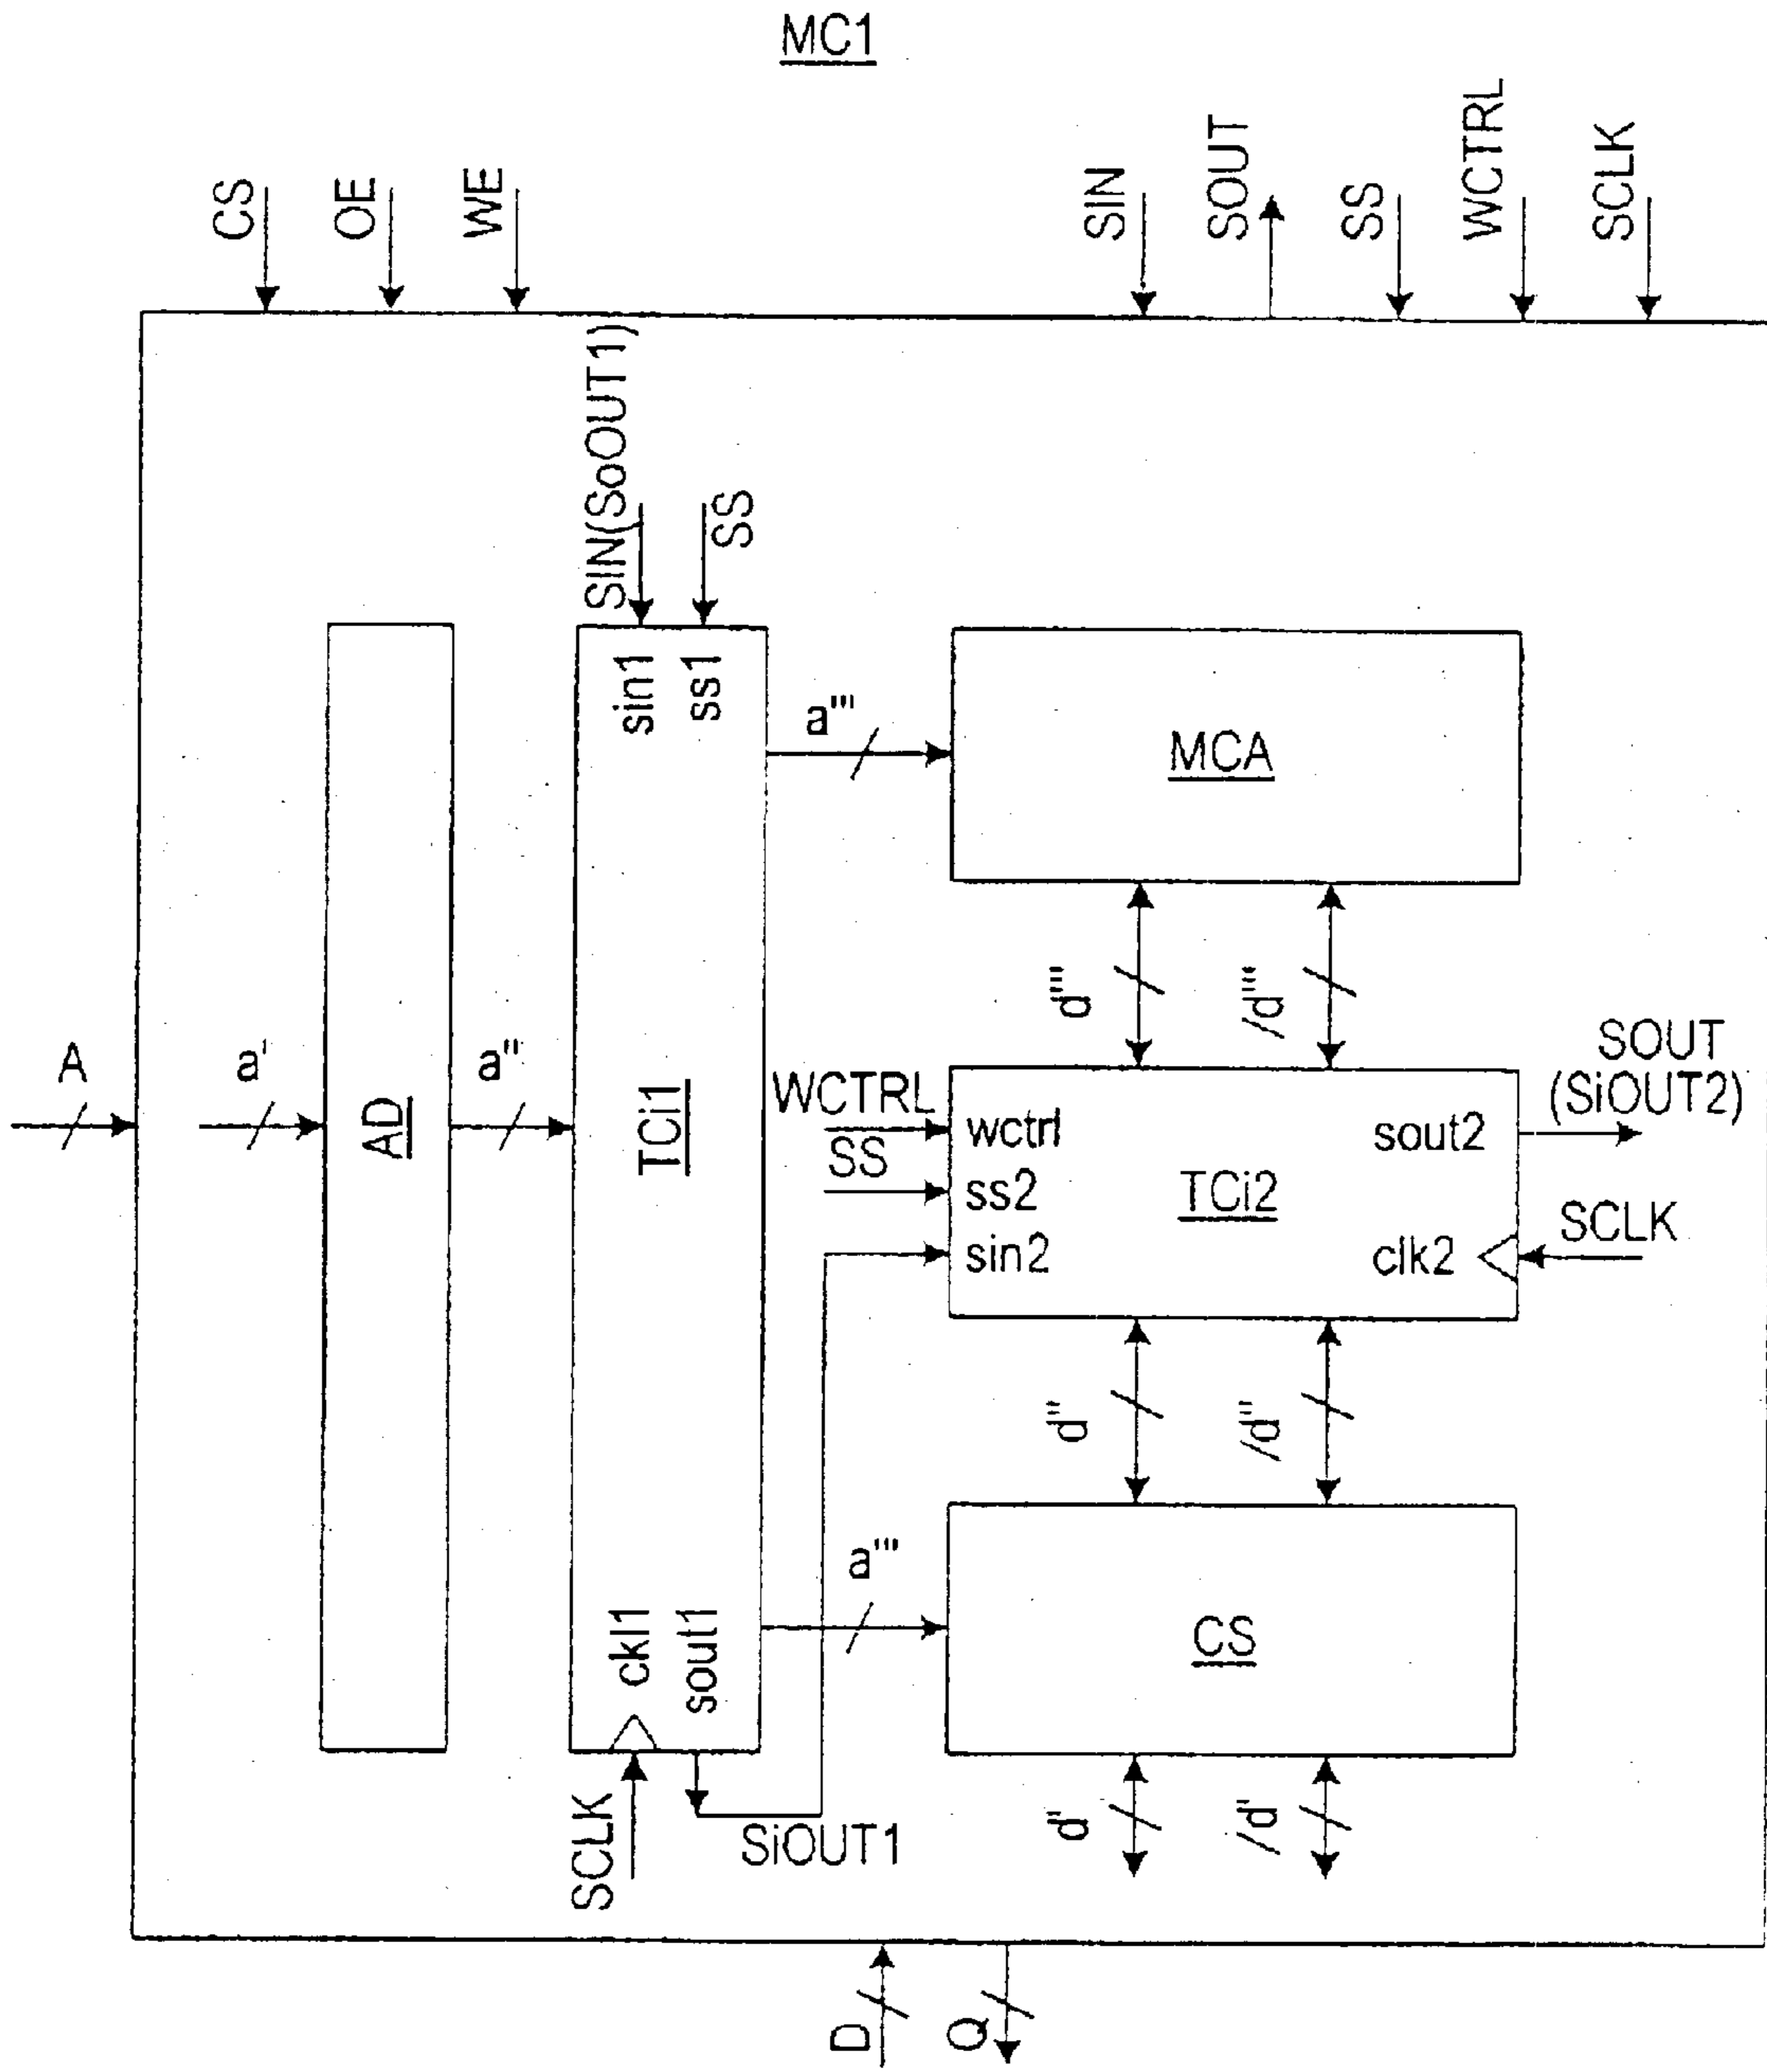 MC1
CS
OE
WE
SIN
SOUT
SS
WCTRL
SCLK
SIN(SoOUT1)
SS
A
a'
AD
a"
TCi1
sin1
ss1
ckl1
sout1
SCLK
SiOUT1
a'''
MCA
d'''
/d'''
WCTRL
SS
wctrl
ss2
sin2
TCi2
sout2
clk2
SOUT
(SiOUT2)
SCLK
d"
/d"
a'''
CS
d'
/d'
D
Q